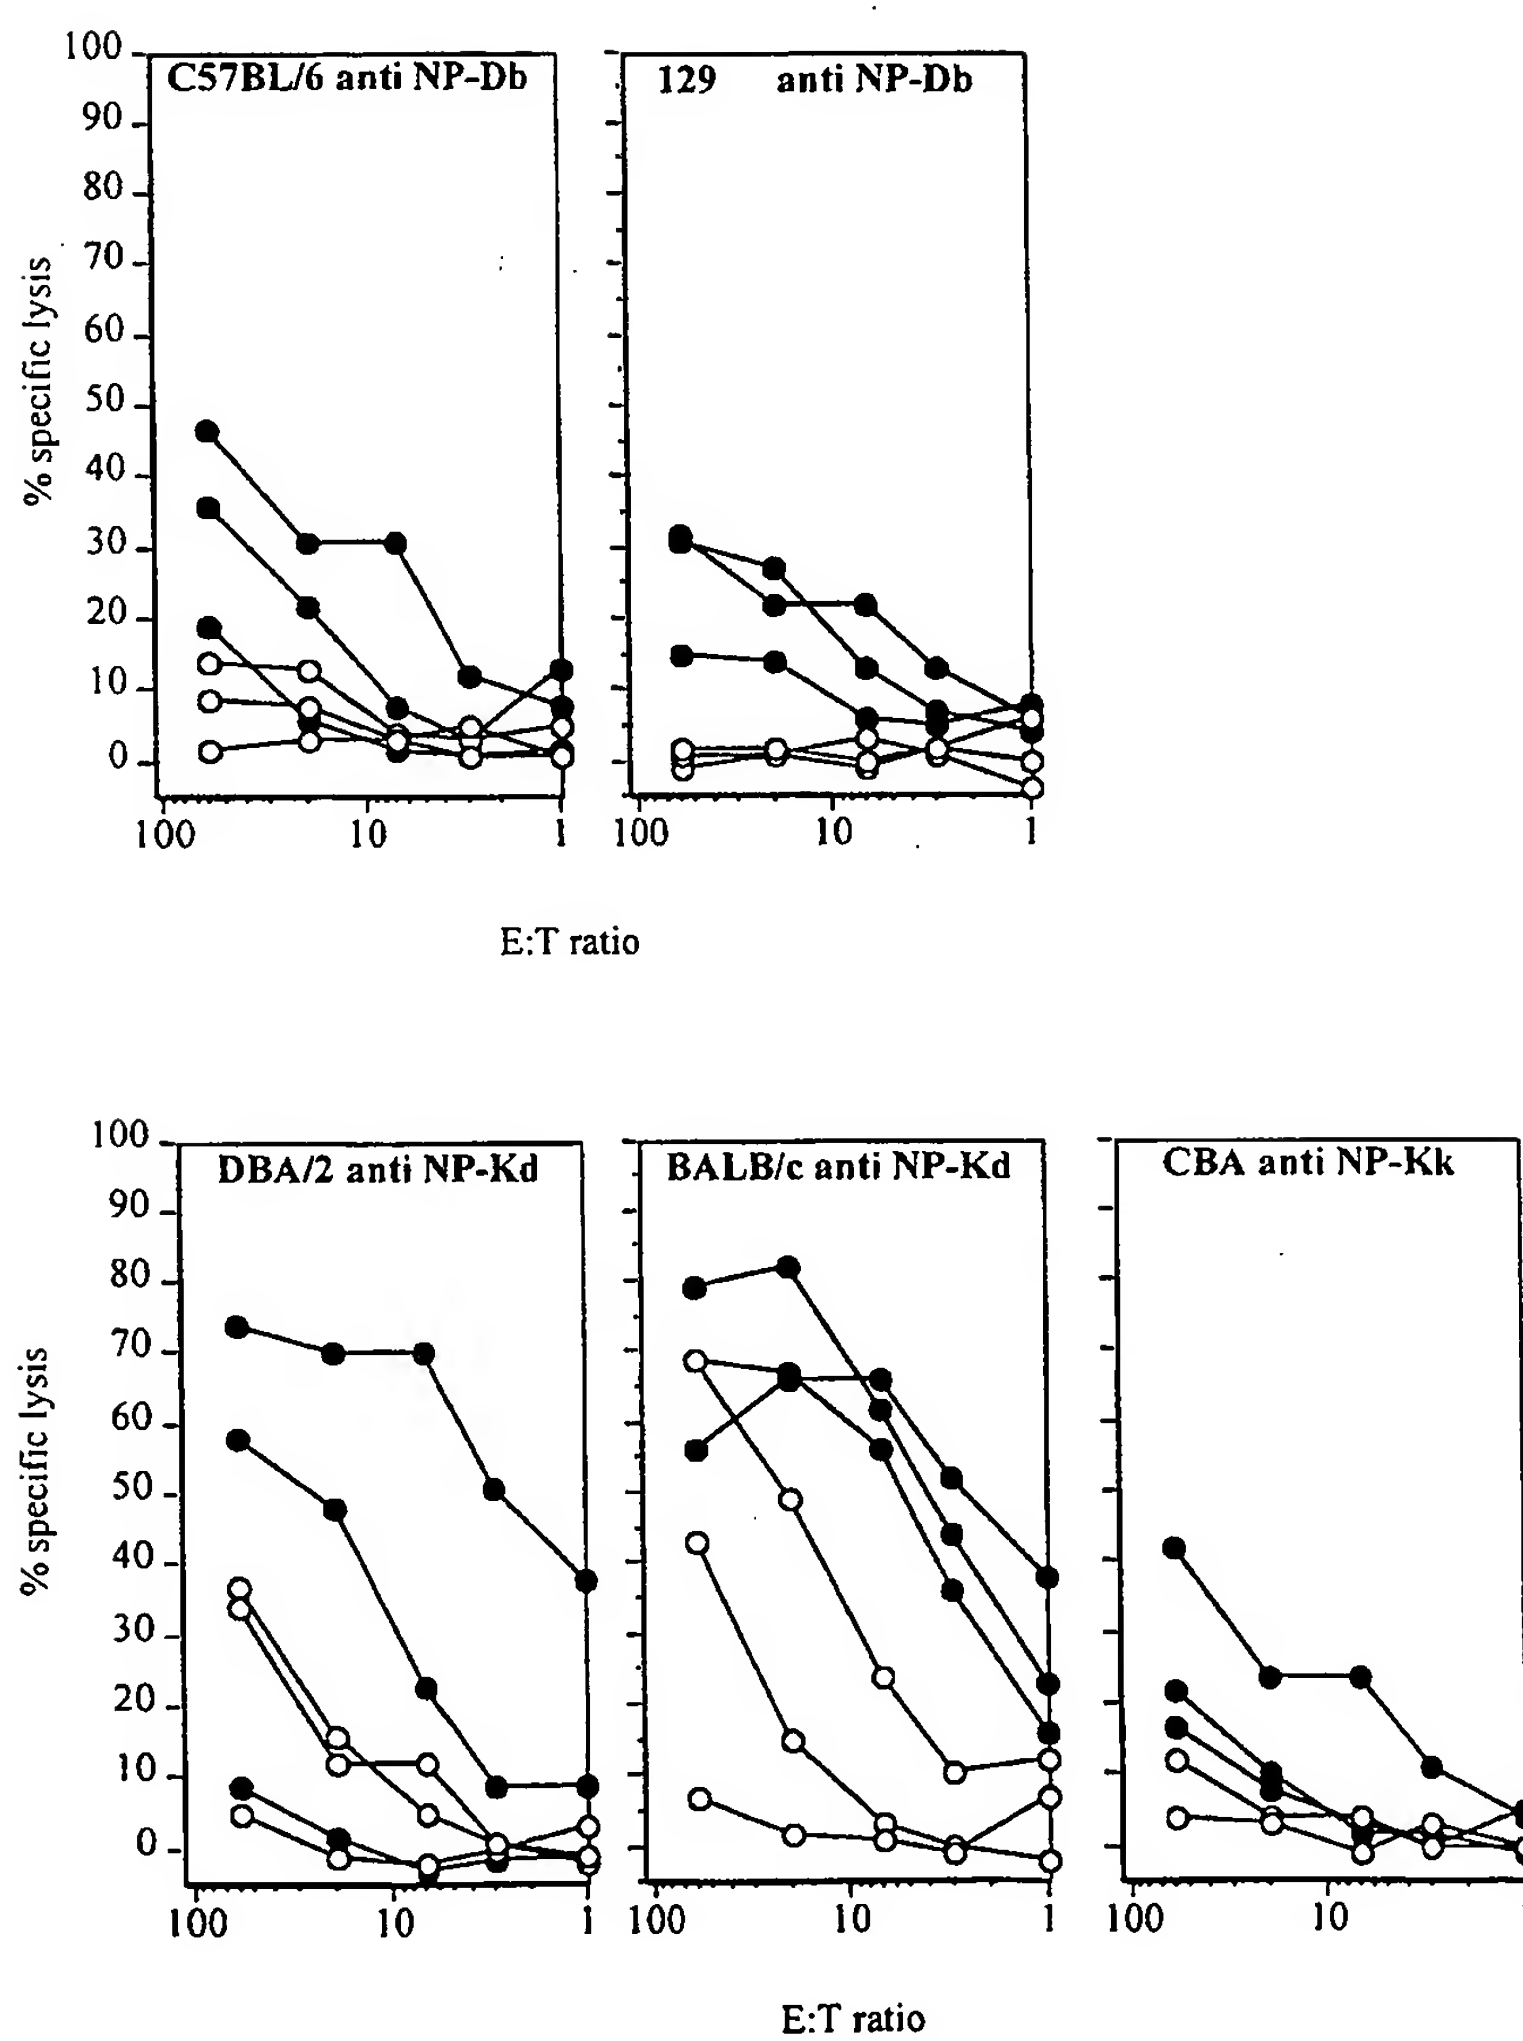 100
90
80
70
60
50
40
30
20
10
0
% specific lysis
C57BL/6 anti NP-Db
129 anti NP-Db
100 10 1 100 10 1
E:T ratio
100
90
80
70
60
50
40
30
20
10
0
% specific lysis
DBA/2 anti NP-Kd
BALB/c anti NP-Kd
CBA anti NP-Kk
100 10 1 100 10 1 100 10
E:T ratio